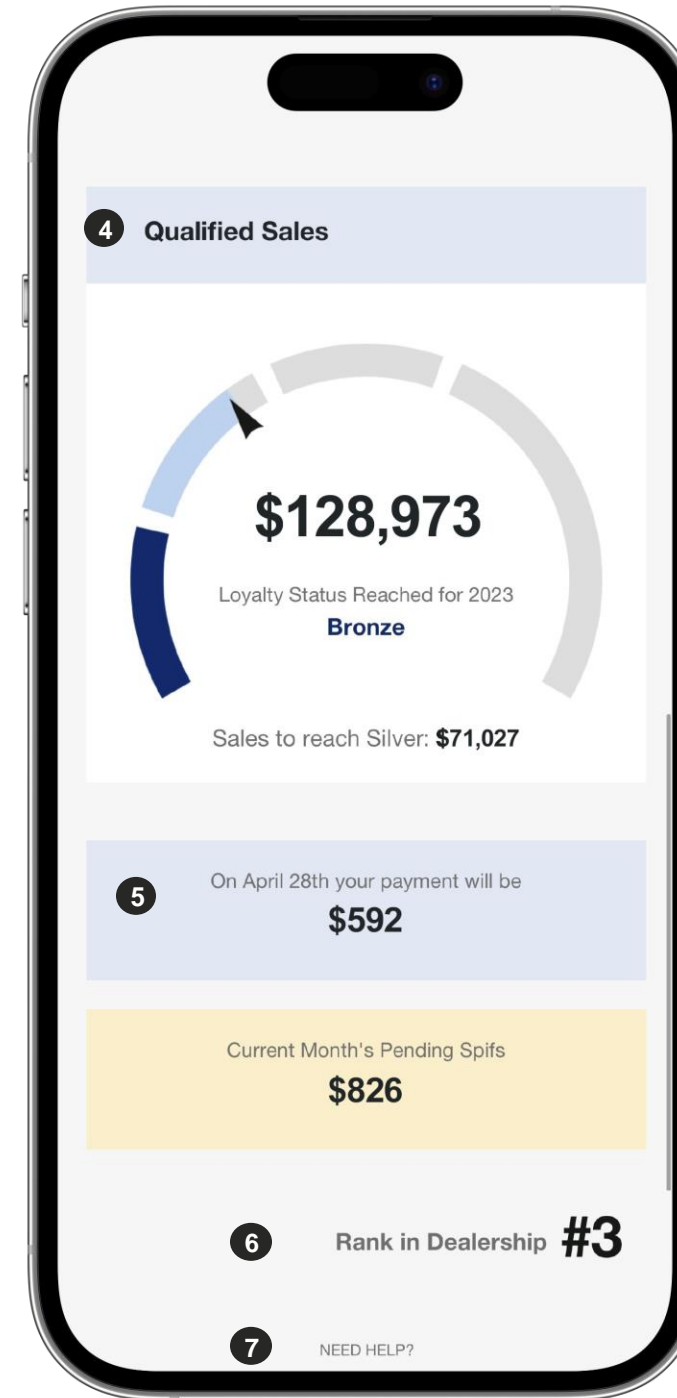 4 Qualified Sales
$128,973
Loyalty Status Reached for 2023
Bronze
Sales to reach Silver: $71,027
On April 28th your payment will be
5
$592
Current Month's Pending Spifs
$826
6 Rank in Dealership #3
7 NEED HELP?